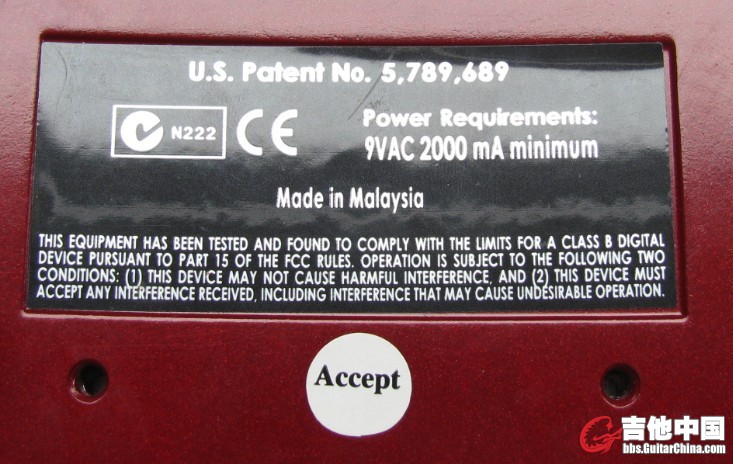 U.S. Patent No. 5,789,689
N222 CE
Power Requirements:
9VAC 2000 mA minimum
Made in Malaysia
THIS EQUIPMENT HAS BEEN TESTED AND FOUND TO COMPLY WITH THE LIMITS FOR A CLASS B DIGITAL
DEVICE PURSUANT TO PART 15 OF THE FCC RULES. OPERATION IS SUBJECT TO THE FOLLOWING TWO
CONDITIONS: (1) THIS DEVICE MAY NOT CAUSE HARMFUL INTERFERENCE, AND (2) THIS DEVICE MUST
ACCEPT ANY INTERFERENCE RECEIVED, INCLUDING INTERFERENCE THAT MAY CAUSE UNDESIRABLE OPERATION.
Accept
吉他中国
bbs.GuitarChina.com